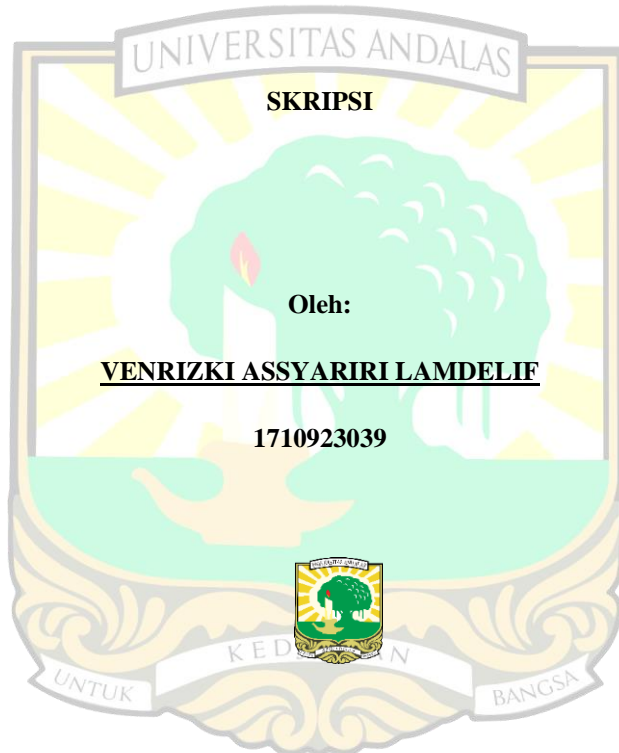 UNIVERSITAS ANDALAS
SKRIPSI
Oleh:
VENRIZKI ASSYARIRI LAMDELIF
1710923039
UNTUK
BANGSA